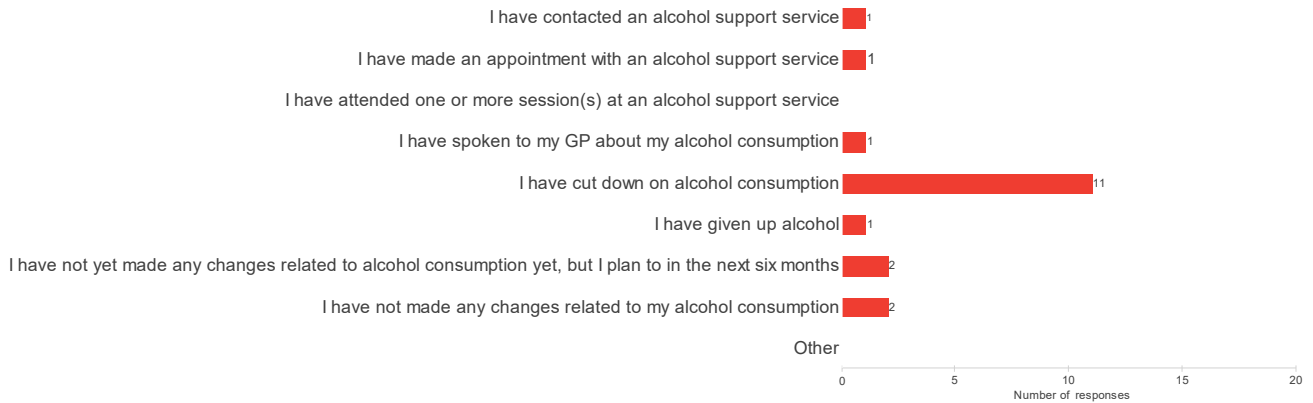 I have contacted an alcohol support service 1
I have made an appointment with an alcohol support service 1
I have attended one or more session(s) at an alcohol support service
I have spoken to my GP about my alcohol consumption 1
I have cut down on alcohol consumption 11
I have given up alcohol 1
I have not yet made any changes related to alcohol consumption yet, but I plan to in the next six months 2
I have not made any changes related to my alcohol consumption 2
Other
0 5 10 15 20
Number of responses